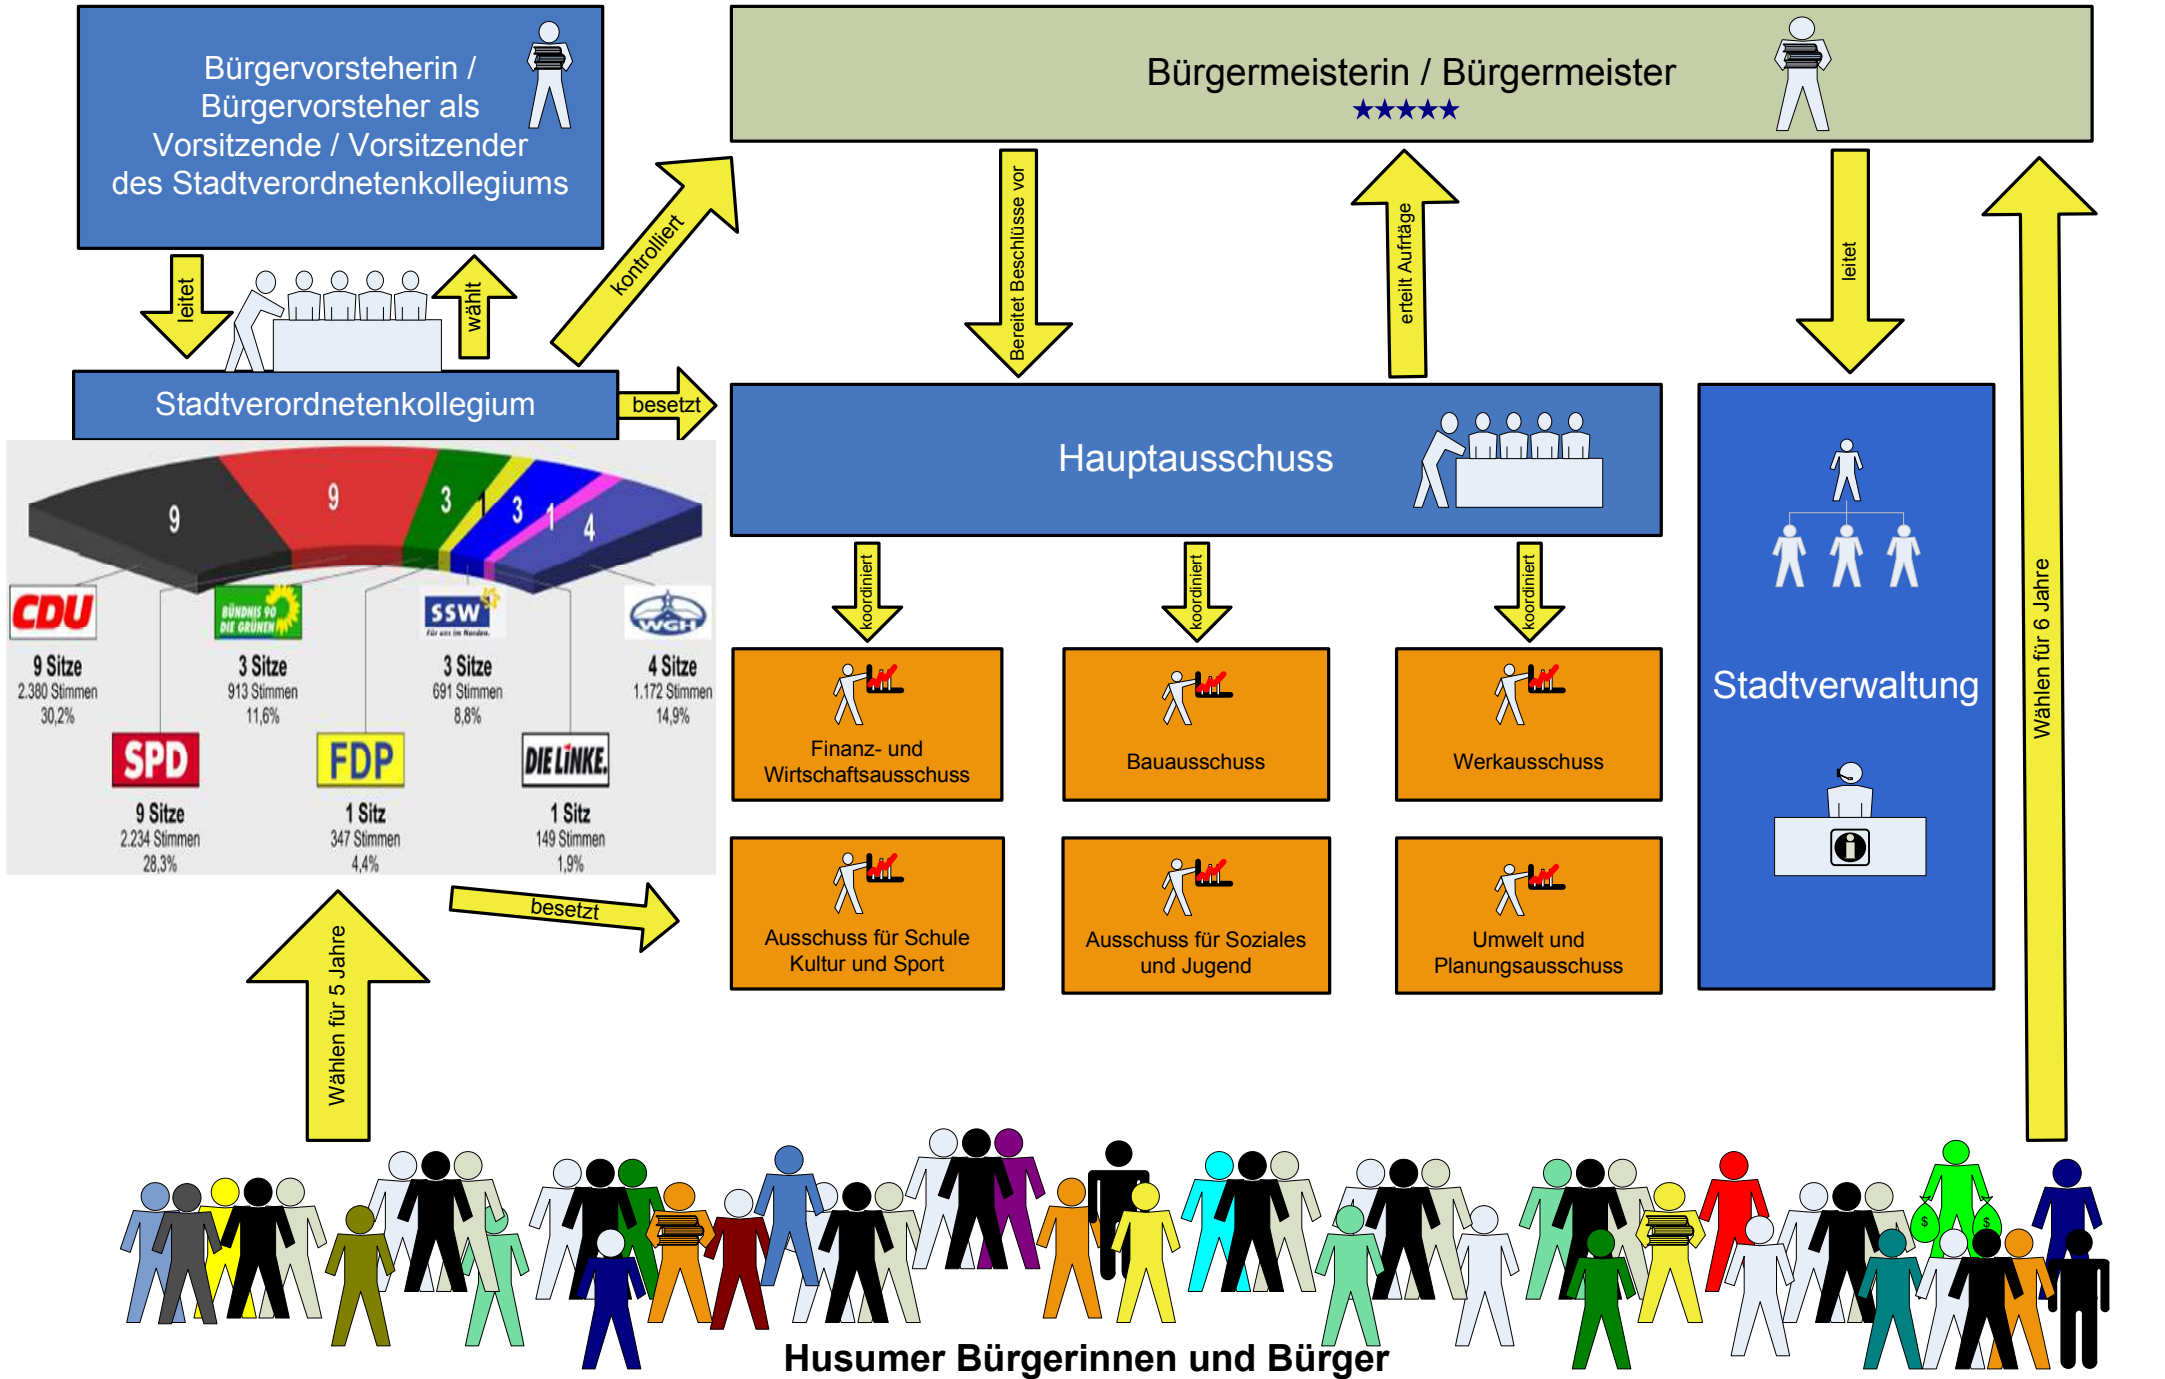 Bürgervorsteherin /
Bürgervorsteher als
Vorsitzende / Vorsitzender
des Stadtverordnetenkollegiums
Bürgermeisterin / Bürgermeister
leitet
wählt
kontrolliert
Bereitet Beschlüsse vor
erteilt Aufrtäge
leitet
Wählen für 6 Jahre
Stadtverordnetenkollegium
besetzt
Hauptausschuss
9
9
3
1
3
1
4
CDU
BÜNDNIS 90
DIE GRÜNEN
SSW
Für uns im Norden.
WGH
9 Sitze
2.380 Stimmen
30,2%
3 Sitze
913 Stimmen
11,6%
3 Sitze
691 Stimmen
8,8%
4 Sitze
1.172 Stimmen
14,9%
SPD
FDP
DIE LINKE.
9 Sitze
2.234 Stimmen
28,3%
1 Sitz
347 Stimmen
4,4%
1 Sitz
149 Stimmen
1,9%
koordiniert
koordiniert
koordiniert
Finanz- und
Wirtschaftsausschuss
Bauausschuss
Werkausschuss
Stadtverwaltung
i
besetzt
Ausschuss für Schule
Kultur und Sport
Ausschuss für Soziales
und Jugend
Umwelt und
Planungsausschuss
Wählen für 5 Jahre
$
$
Husumer Bürgerinnen und Bürger